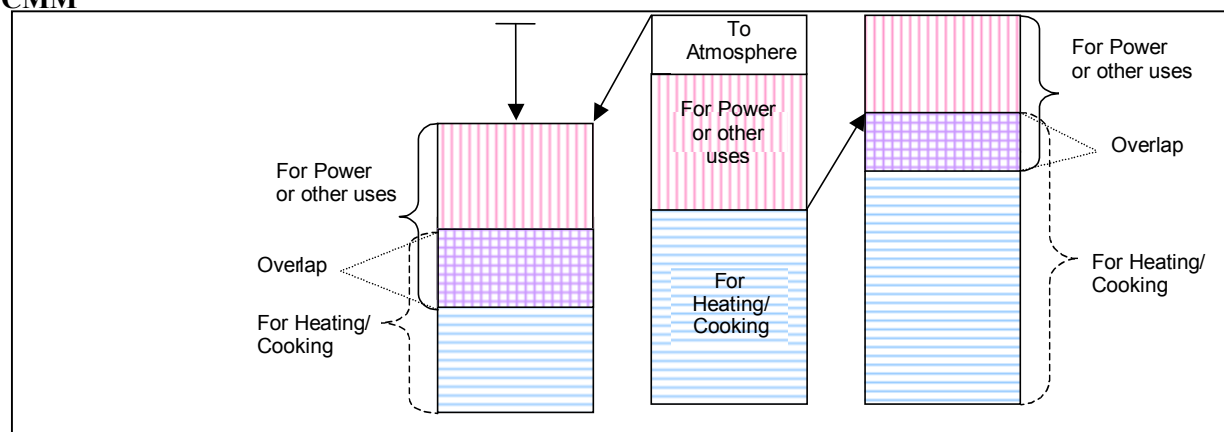 CMM
For Power
or other uses
Overlap
For Heating/
Cooking
To
Atmosphere
For Power
or other
uses
For
Heating/
Cooking
For Power
or other uses
Overlap
For Heating/
Cooking